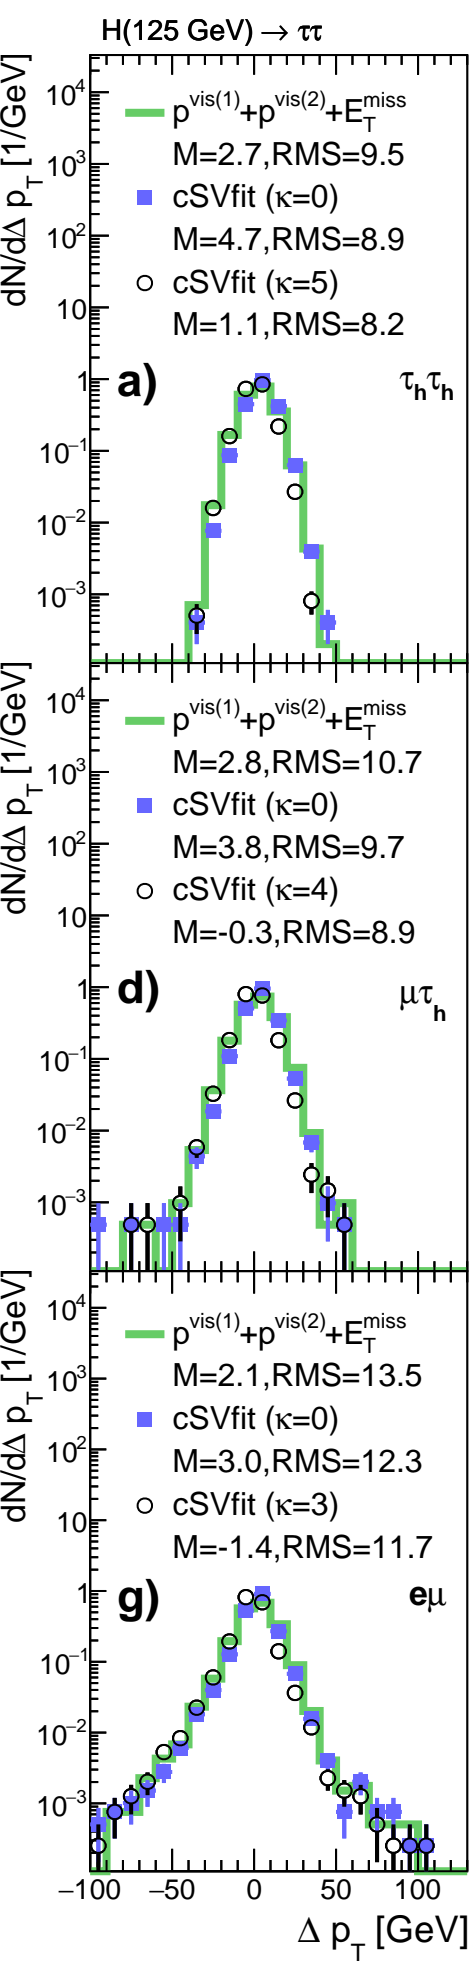 H(125 GeV) → ττ
dN/dΔ p_T [1/GeV]
10⁴
10³
10²
10
1
10⁻¹
10⁻²
10⁻³
p^vis(1)+p^vis(2)+E_T^miss
M=2.7,RMS=9.5
cSVfit (κ=0)
M=4.7,RMS=8.9
cSVfit (κ=5)
M=1.1,RMS=8.2
a) τ_hτ_h
dN/dΔ p_T [1/GeV]
10⁴
10³
10²
10
1
10⁻¹
10⁻²
10⁻³
p^vis(1)+p^vis(2)+E_T^miss
M=2.8,RMS=10.7
cSVfit (κ=0)
M=3.8,RMS=9.7
cSVfit (κ=4)
M=-0.3,RMS=8.9
d) μτ_h
dN/dΔ p_T [1/GeV]
10⁴
10³
10²
10
1
10⁻¹
10⁻²
10⁻³
p^vis(1)+p^vis(2)+E_T^miss
M=2.1,RMS=13.5
cSVfit (κ=0)
M=3.0,RMS=12.3
cSVfit (κ=3)
M=-1.4,RMS=11.7
g) eμ
−100 −50 0 50 100
Δ p_T [GeV]